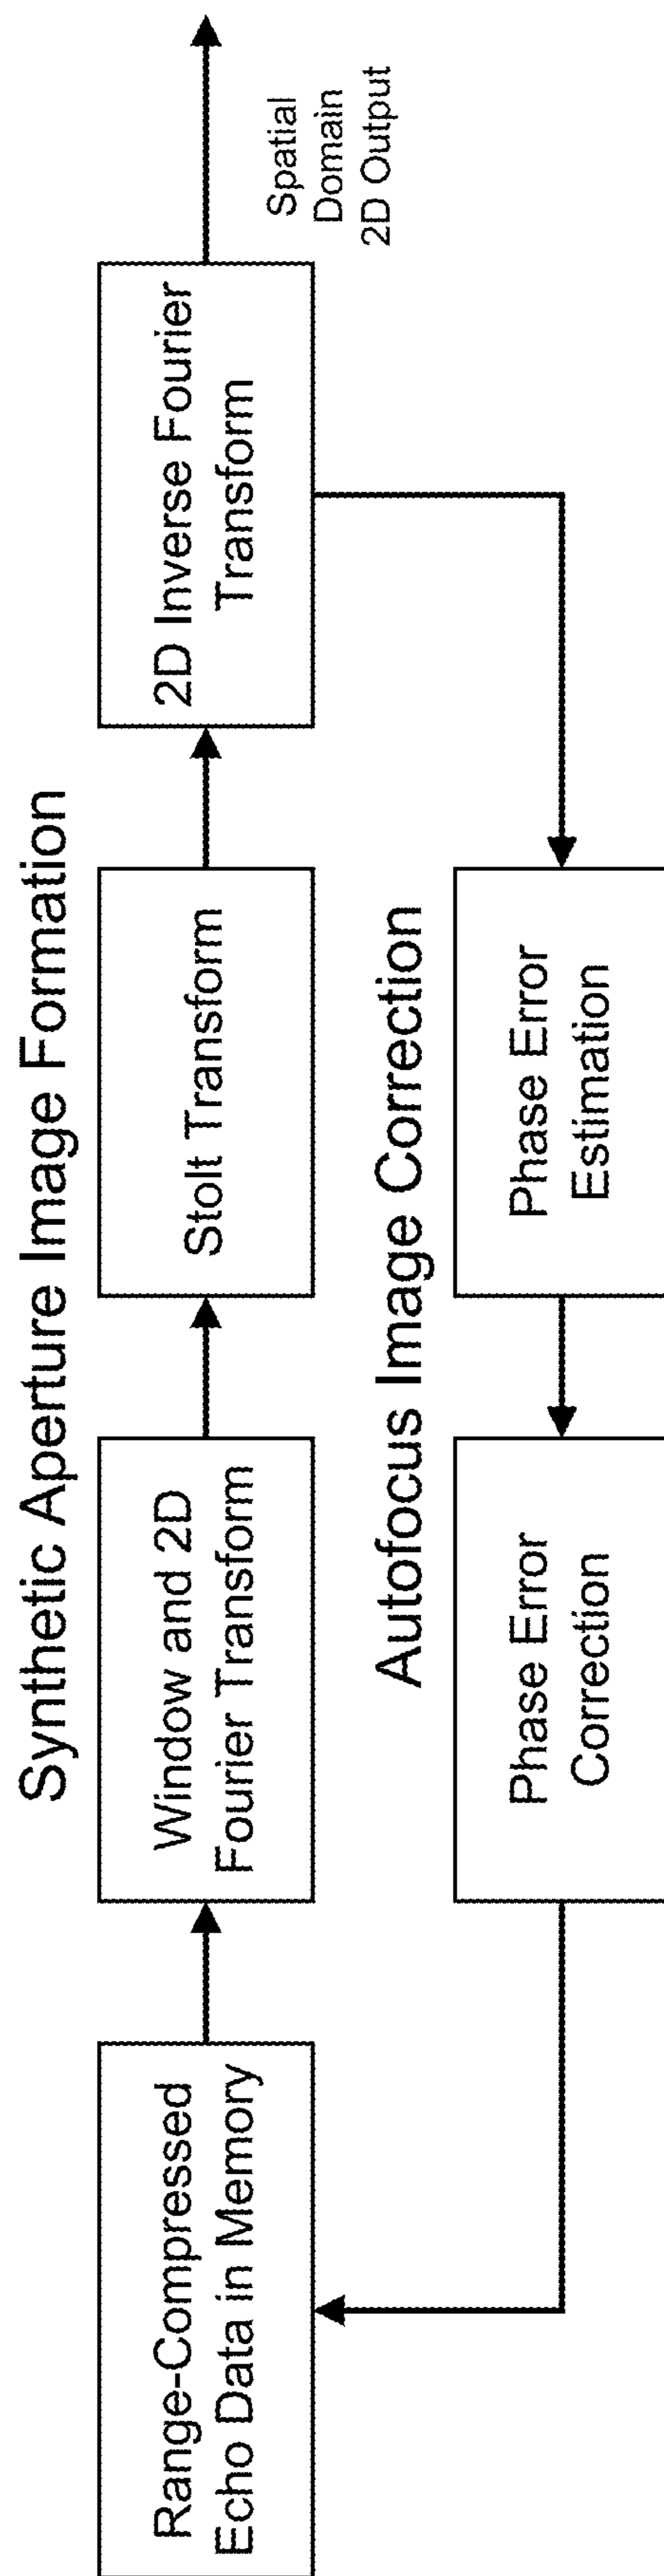 Synthetic Aperture Image Formation
Range-Compressed
Echo Data in Memory
Window and 2D
Fourier Transform
Stolt Transform
2D Inverse Fourier
Transform
Spatial
Domain
2D Output
Autofocus Image Correction
Phase Error
Correction
Phase Error
Estimation